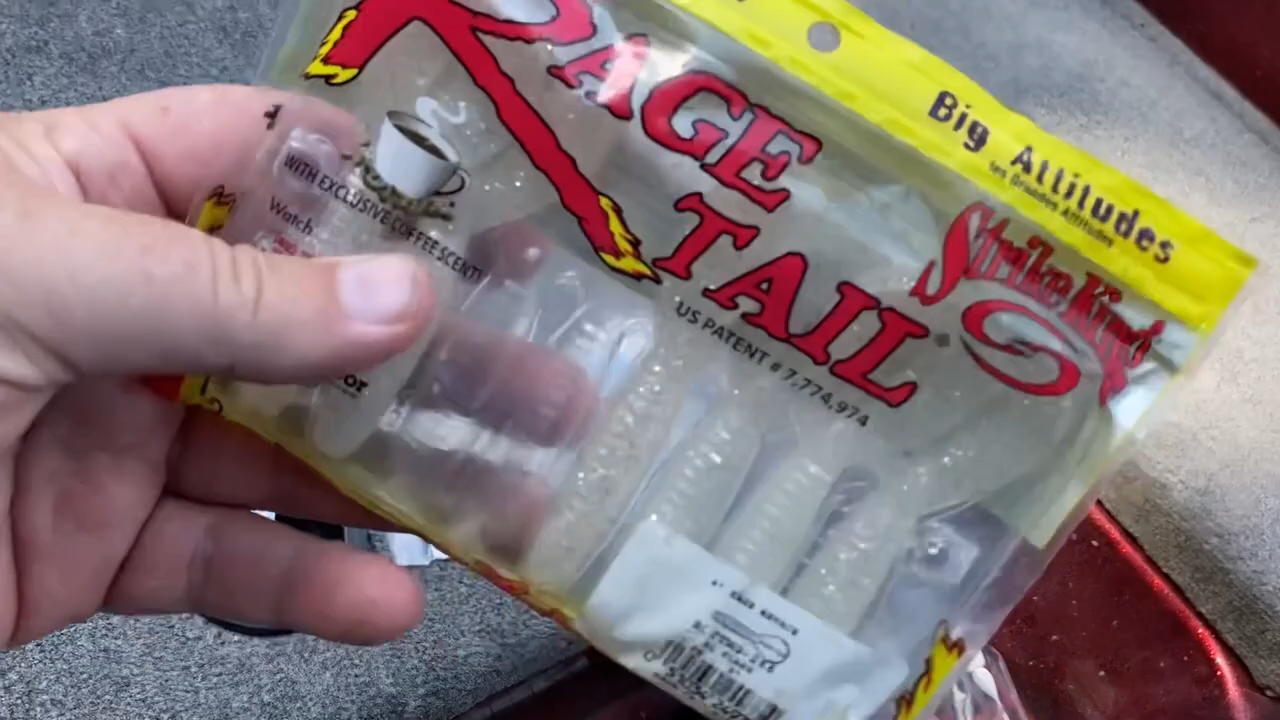 Big Attitudes
les Grandes Attitudes
RAGE
TAIL
Strike King
US PATENT # 7,774,974
WITH EXCLUSIVE COFFEE SCENT!
Watch